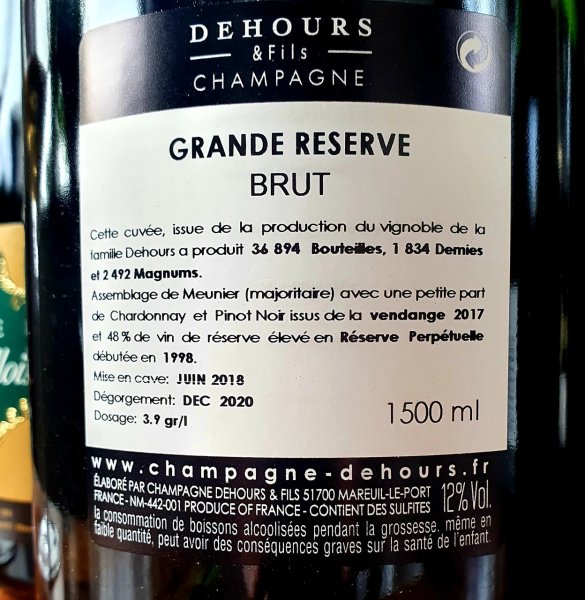 DEHOURS
& Fils
CHAMPAGNE
GRANDE RESERVE
BRUT
Cette cuvée, issue de la production du vignoble de la
famille Dehours a produit 36 894 Bouteilles, 1 834 Demies
et 2 492 Magnums.
Assemblage de Meunier (majoritaire) avec une petite part
de Chardonnay et Pinot Noir issus de la vendange 2017
et 48 % de vin de réserve élevé en Réserve Perpétuelle
débutée en 1998.
Mise en cave: JUIN 2018
Dégorgement: DEC 2020
Dosage: 3.9 gr/l
1500 ml
www.champagne-dehours.fr
ÉLABORÉ PAR CHAMPAGNE DEHOURS & FILS 51700 MAREUIL-LE-PORT
FRANCE - NM-442-001 PRODUCE OF FRANCE - CONTIENT DES SULFITES
12% Vol.
la consommation de boissons alcoolisées pendant la grossesse, même en
faible quantité, peut avoir des conséquences graves sur la santé de l'enfant.